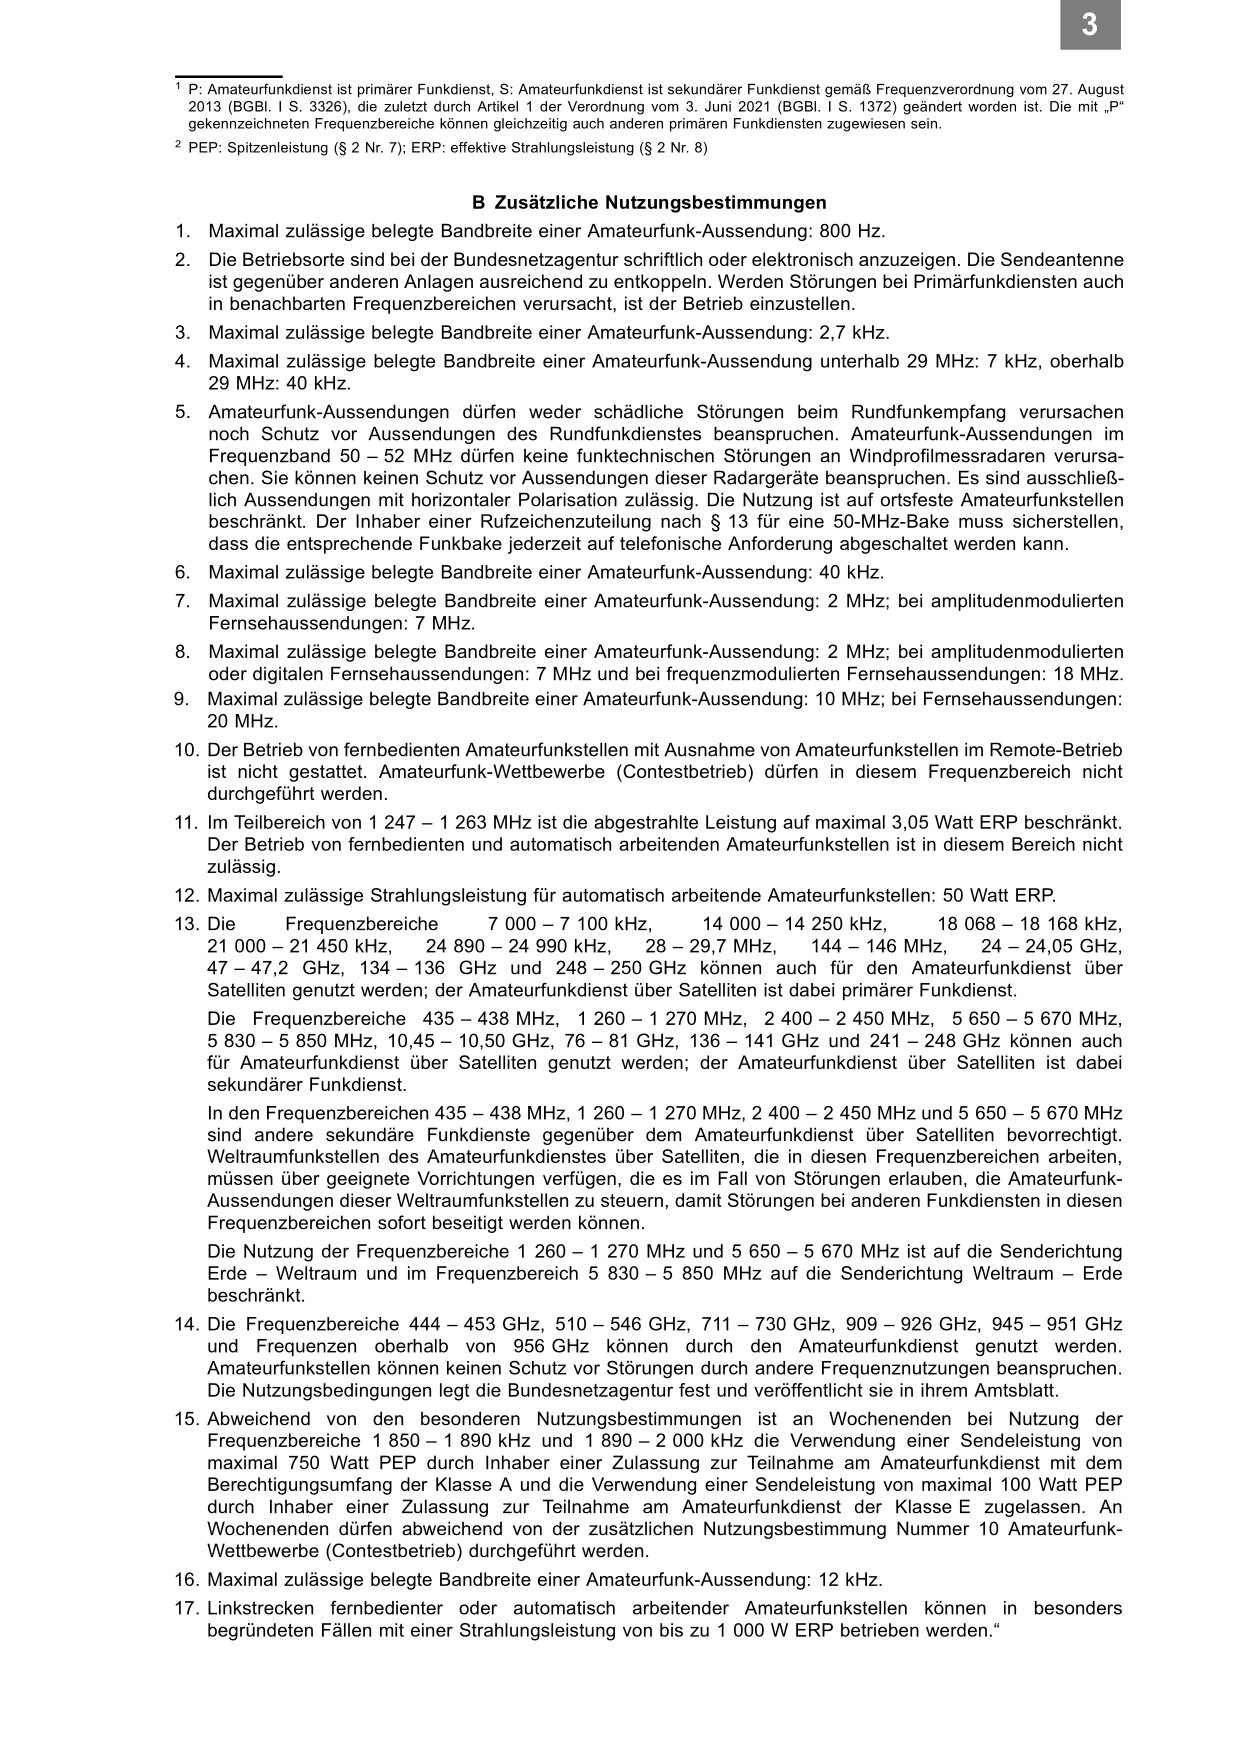 3
¹ P: Amateurfunkdienst ist primärer Funkdienst, S: Amateurfunkdienst ist sekundärer Funkdienst gemäß Frequenzverordnung vom 27. August
2013 (BGBl. I S. 3326), die zuletzt durch Artikel 1 der Verordnung vom 3. Juni 2021 (BGBl. I S. 1372) geändert worden ist. Die mit „P“
gekennzeichneten Frequenzbereiche können gleichzeitig auch anderen primären Funkdiensten zugewiesen sein.
² PEP: Spitzenleistung (§ 2 Nr. 7); ERP: effektive Strahlungsleistung (§ 2 Nr. 8)
B Zusätzliche Nutzungsbestimmungen
1. Maximal zulässige belegte Bandbreite einer Amateurfunk-Aussendung: 800 Hz.
2. Die Betriebsorte sind bei der Bundesnetzagentur schriftlich oder elektronisch anzuzeigen. Die Sendeantenne
ist gegenüber anderen Anlagen ausreichend zu entkoppeln. Werden Störungen bei Primärfunkdiensten auch
in benachbarten Frequenzbereichen verursacht, ist der Betrieb einzustellen.
3. Maximal zulässige belegte Bandbreite einer Amateurfunk-Aussendung: 2,7 kHz.
4. Maximal zulässige belegte Bandbreite einer Amateurfunk-Aussendung unterhalb 29 MHz: 7 kHz, oberhalb
29 MHz: 40 kHz.
5. Amateurfunk-Aussendungen dürfen weder schädliche Störungen beim Rundfunkempfang verursachen
noch Schutz vor Aussendungen des Rundfunkdienstes beanspruchen. Amateurfunk-Aussendungen im
Frequenzband 50 – 52 MHz dürfen keine funktechnischen Störungen an Windprofilmessradaren verursa-
chen. Sie können keinen Schutz vor Aussendungen dieser Radargeräte beanspruchen. Es sind ausschließ-
lich Aussendungen mit horizontaler Polarisation zulässig. Die Nutzung ist auf ortsfeste Amateurfunkstellen
beschränkt. Der Inhaber einer Rufzeichenzuteilung nach § 13 für eine 50-MHz-Bake muss sicherstellen,
dass die entsprechende Funkbake jederzeit auf telefonische Anforderung abgeschaltet werden kann.
6. Maximal zulässige belegte Bandbreite einer Amateurfunk-Aussendung: 40 kHz.
7. Maximal zulässige belegte Bandbreite einer Amateurfunk-Aussendung: 2 MHz; bei amplitudenmodulierten
Fernsehaussendungen: 7 MHz.
8. Maximal zulässige belegte Bandbreite einer Amateurfunk-Aussendung: 2 MHz; bei amplitudenmodulierten
oder digitalen Fernsehaussendungen: 7 MHz und bei frequenzmodulierten Fernsehaussendungen: 18 MHz.
9. Maximal zulässige belegte Bandbreite einer Amateurfunk-Aussendung: 10 MHz; bei Fernsehaussendungen:
20 MHz.
10. Der Betrieb von fernbedienten Amateurfunkstellen mit Ausnahme von Amateurfunkstellen im Remote-Betrieb
ist nicht gestattet. Amateurfunk-Wettbewerbe (Contestbetrieb) dürfen in diesem Frequenzbereich nicht
durchgeführt werden.
11. Im Teilbereich von 1 247 – 1 263 MHz ist die abgestrahlte Leistung auf maximal 3,05 Watt ERP beschränkt.
Der Betrieb von fernbedienten und automatisch arbeitenden Amateurfunkstellen ist in diesem Bereich nicht
zulässig.
12. Maximal zulässige Strahlungsleistung für automatisch arbeitende Amateurfunkstellen: 50 Watt ERP.
13. Die Frequenzbereiche 7 000 – 7 100 kHz, 14 000 – 14 250 kHz, 18 068 – 18 168 kHz,
21 000 – 21 450 kHz, 24 890 – 24 990 kHz, 28 – 29,7 MHz, 144 – 146 MHz, 24 – 24,05 GHz,
47 – 47,2 GHz, 134 – 136 GHz und 248 – 250 GHz können auch für den Amateurfunkdienst über
Satelliten genutzt werden; der Amateurfunkdienst über Satelliten ist dabei primärer Funkdienst.
Die Frequenzbereiche 435 – 438 MHz, 1 260 – 1 270 MHz, 2 400 – 2 450 MHz, 5 650 – 5 670 MHz,
5 830 – 5 850 MHz, 10,45 – 10,50 GHz, 76 – 81 GHz, 136 – 141 GHz und 241 – 248 GHz können auch
für Amateurfunkdienst über Satelliten genutzt werden; der Amateurfunkdienst über Satelliten ist dabei
sekundärer Funkdienst.
In den Frequenzbereichen 435 – 438 MHz, 1 260 – 1 270 MHz, 2 400 – 2 450 MHz und 5 650 – 5 670 MHz
sind andere sekundäre Funkdienste gegenüber dem Amateurfunkdienst über Satelliten bevorrechtigt.
Weltraumfunkstellen des Amateurfunkdienstes über Satelliten, die in diesen Frequenzbereichen arbeiten,
müssen über geeignete Vorrichtungen verfügen, die es im Fall von Störungen erlauben, die Amateurfunk-
Aussendungen dieser Weltraumfunkstellen zu steuern, damit Störungen bei anderen Funkdiensten in diesen
Frequenzbereichen sofort beseitigt werden können.
Die Nutzung der Frequenzbereiche 1 260 – 1 270 MHz und 5 650 – 5 670 MHz ist auf die Senderichtung
Erde – Weltraum und im Frequenzbereich 5 830 – 5 850 MHz auf die Senderichtung Weltraum – Erde
beschränkt.
14. Die Frequenzbereiche 444 – 453 GHz, 510 – 546 GHz, 711 – 730 GHz, 909 – 926 GHz, 945 – 951 GHz
und Frequenzen oberhalb von 956 GHz können durch den Amateurfunkdienst genutzt werden.
Amateurfunkstellen können keinen Schutz vor Störungen durch andere Frequenznutzungen beanspruchen.
Die Nutzungsbedingungen legt die Bundesnetzagentur fest und veröffentlicht sie in ihrem Amtsblatt.
15. Abweichend von den besonderen Nutzungsbestimmungen ist an Wochenenden bei Nutzung der
Frequenzbereiche 1 850 – 1 890 kHz und 1 890 – 2 000 kHz die Verwendung einer Sendeleistung von
maximal 750 Watt PEP durch Inhaber einer Zulassung zur Teilnahme am Amateurfunkdienst mit dem
Berechtigungsumfang der Klasse A und die Verwendung einer Sendeleistung von maximal 100 Watt PEP
durch Inhaber einer Zulassung zur Teilnahme am Amateurfunkdienst der Klasse E zugelassen. An
Wochenenden dürfen abweichend von der zusätzlichen Nutzungsbestimmung Nummer 10 Amateurfunk-
Wettbewerbe (Contestbetrieb) durchgeführt werden.
16. Maximal zulässige belegte Bandbreite einer Amateurfunk-Aussendung: 12 kHz.
17. Linkstrecken fernbedienter oder automatisch arbeitender Amateurfunkstellen können in besonders
begründeten Fällen mit einer Strahlungsleistung von bis zu 1 000 W ERP betrieben werden.“